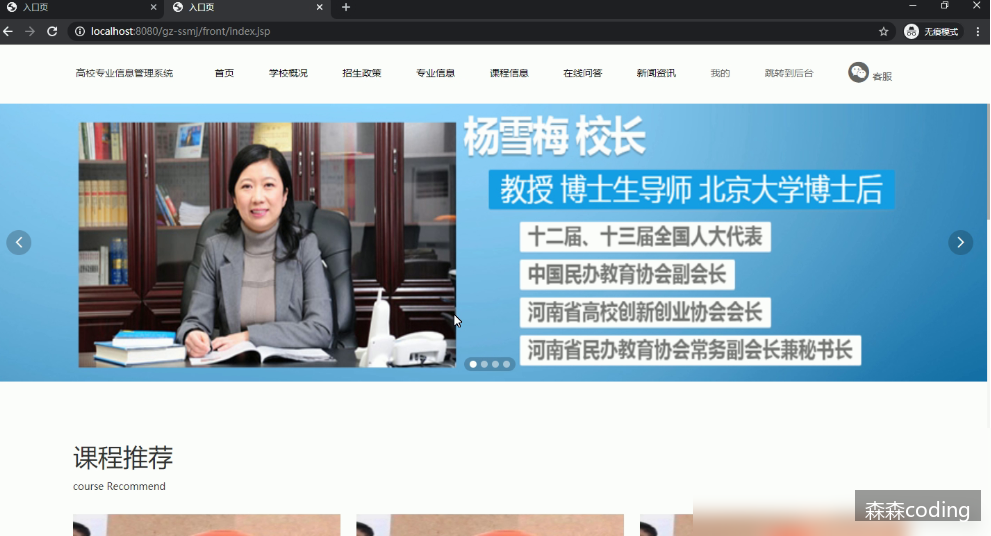 入口页
入口页
localhost:8080/gz-ssmj/front/index.jsp
无痕模式
高校专业信息管理系统 首页 学校概况 招生政策 专业信息 课程信息 在线问答 新闻资讯 我的 跳转到后台 客服
杨雪梅 校长
教授 博士生导师 北京大学博士后
十二届、十三届全国人大代表
中国民办教育协会副会长
河南省高校创新创业协会会长
河南省民办教育协会常务副会长兼秘书长
课程推荐
course Recommend
森森coding